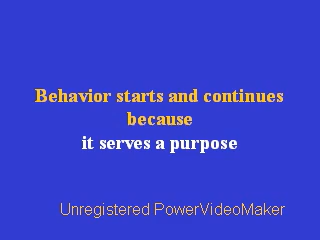 Behavior starts and continues
because
it serves a purpose
Unregistered PowerVideoMaker